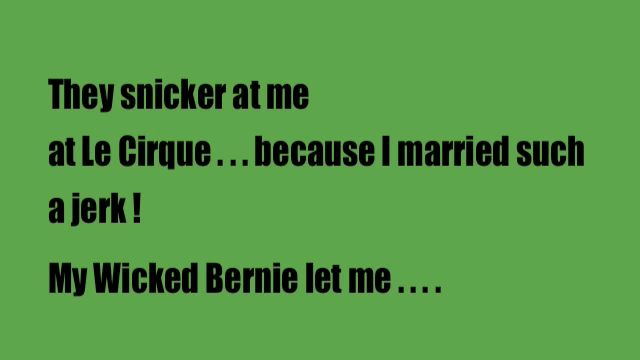 They snicker at me
at Le Cirque . . . because I married such
a jerk !
My Wicked Bernie let me . . . .